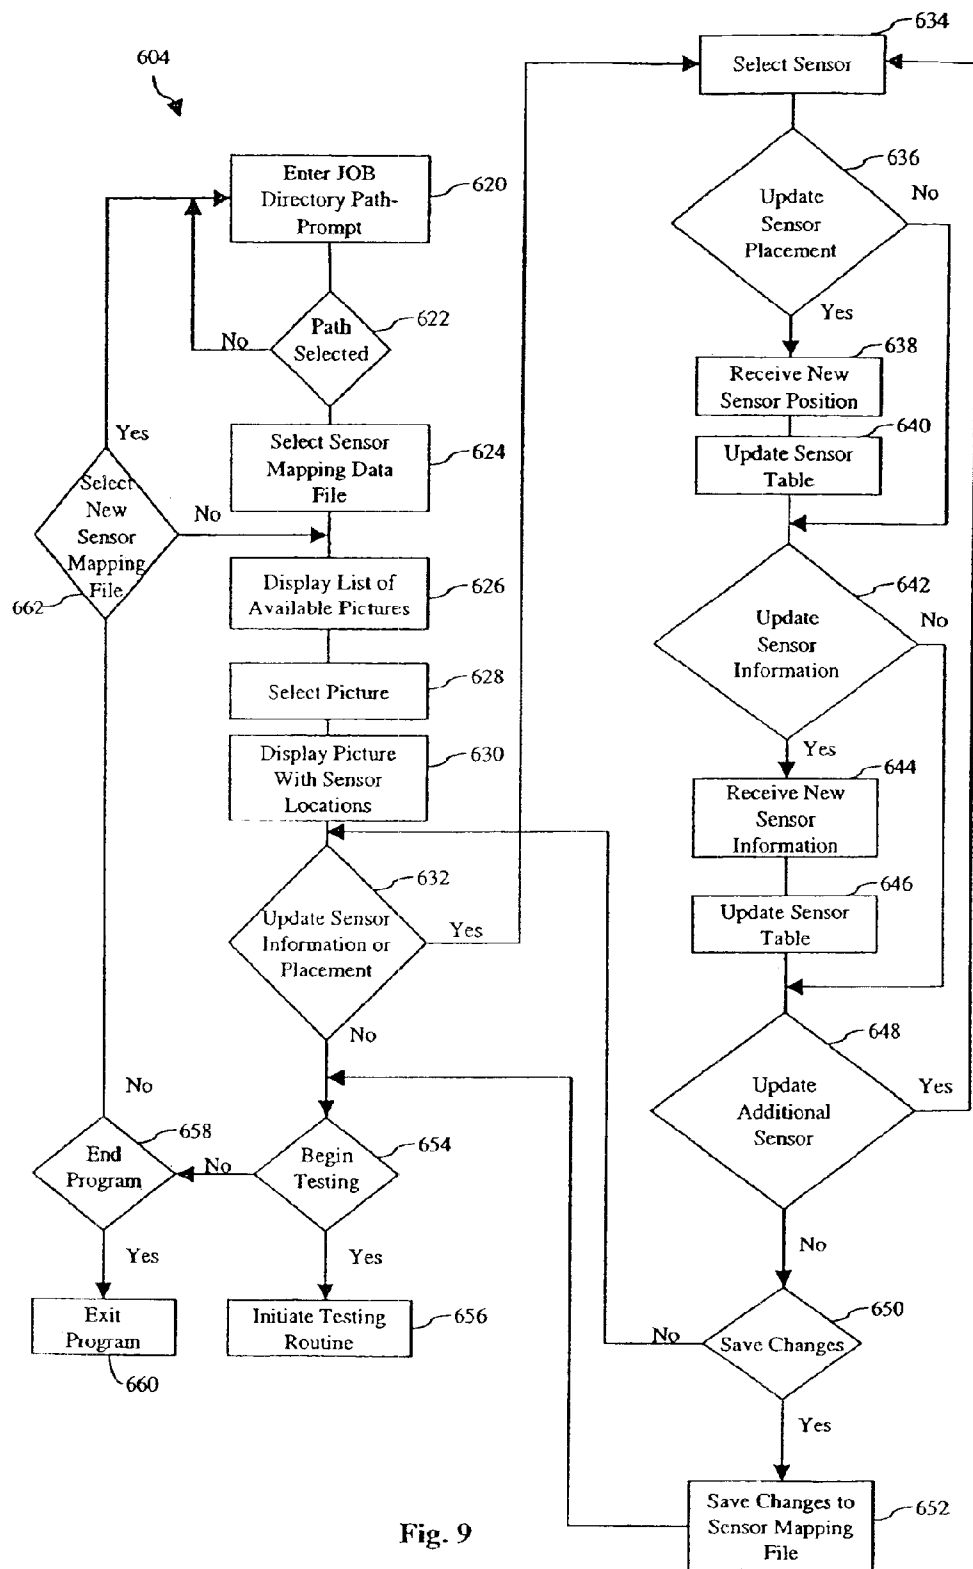 604
Enter JOB
Directory Path-
Prompt
620
Path
Selected
622
No
Select Sensor
Mapping Data
File
624
Yes
Select
New
Sensor
Mapping
File
662
No
Display List of
Available Pictures
626
Select Picture
628
Display Picture
With Sensor
Locations
630
Update Sensor
Information or
Placement
632
Yes
No
Begin
Testing
654
No
Yes
End
Program
658
No
Yes
Exit
Program
660
Initiate Testing
Routine
656
Select Sensor
634
Update
Sensor
Placement
636
No
Yes
Receive New
Sensor Position
638
Update Sensor
Table
640
Update
Sensor
Information
642
No
Yes
Receive New
Sensor
Information
644
Update Sensor
Table
646
Update
Additional
Sensor
648
Yes
No
Save Changes
650
No
Yes
Save Changes to
Sensor Mapping
File
652
Fig. 9